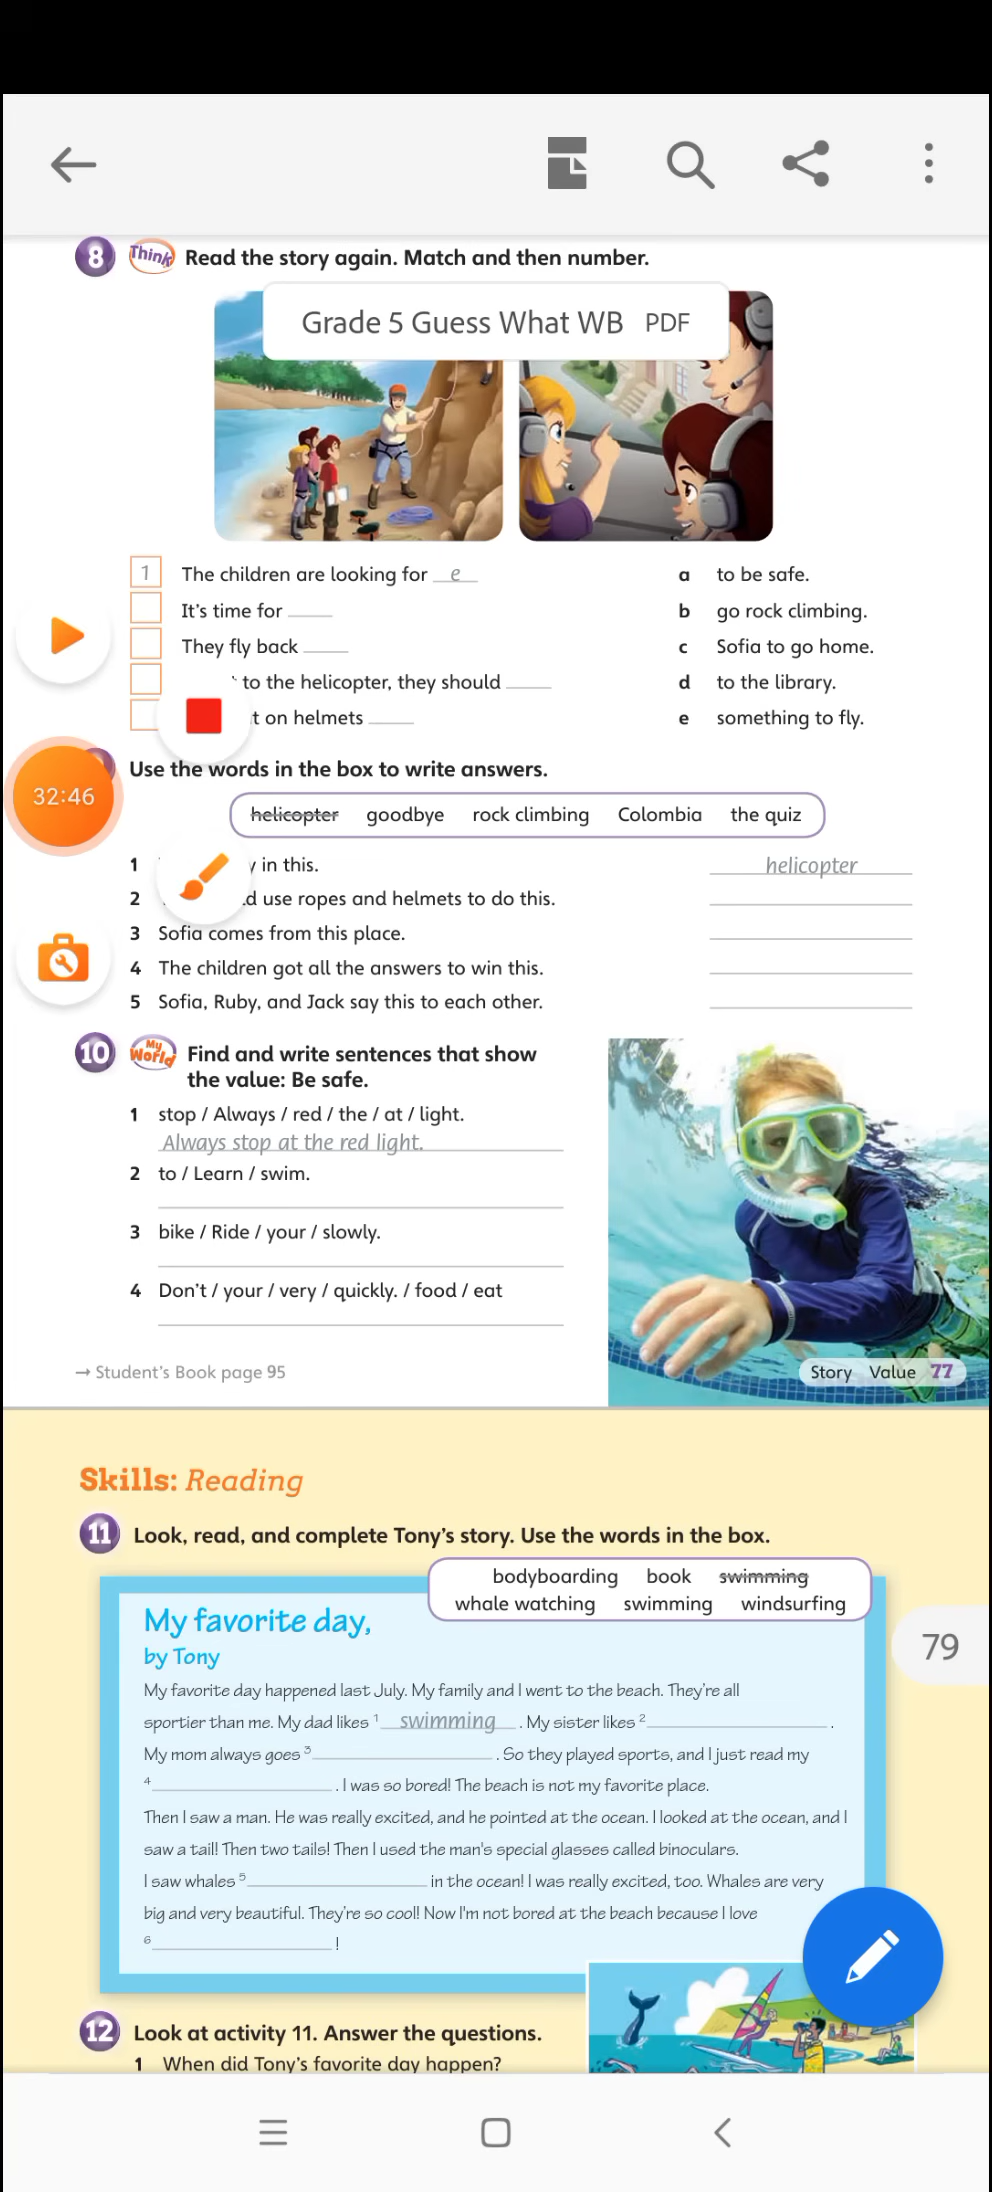 8 Think Read the story again. Match and then number.
Grade 5 Guess What WB PDF
1 The children are looking for e
It's time for
They fly back
to the helicopter, they should
t on helmets
a to be safe.
b go rock climbing.
c Sofia to go home.
d to the library.
e something to fly.
32:46
Use the words in the box to write answers.
helicopter goodbye rock climbing Colombia the quiz
1 in this. helicopter
2 use ropes and helmets to do this.
3 Sofia comes from this place.
4 The children got all the answers to win this.
5 Sofia, Ruby, and Jack say this to each other.
10 My World Find and write sentences that show
the value: Be safe.
1 stop / Always / red / the / at / light.
Always stop at the red light.
2 to / Learn / swim.
3 bike / Ride / your / slowly.
4 Don't / your / very / quickly. / food / eat
→ Student's Book page 95
Story Value 77
Skills: Reading
11 Look, read, and complete Tony's story. Use the words in the box.
bodyboarding book swimming
whale watching swimming windsurfing
My favorite day,
by Tony
79
My favorite day happened last July. My family and I went to the beach. They're all
sportier than me. My dad likes 1 swimming . My sister likes 2 .
My mom always goes 3 . So they played sports, and I just read my
4 . I was so bored! The beach is not my favorite place.
Then I saw a man. He was really excited, and he pointed at the ocean. I looked at the ocean, and I
saw a tail! Then two tails! Then I used the man's special glasses called binoculars.
I saw whales 5 in the ocean! I was really excited, too. Whales are very
big and very beautiful. They're so cool! Now I'm not bored at the beach because I love
6 !
12 Look at activity 11. Answer the questions.
1 When did Tony's favorite day happen?